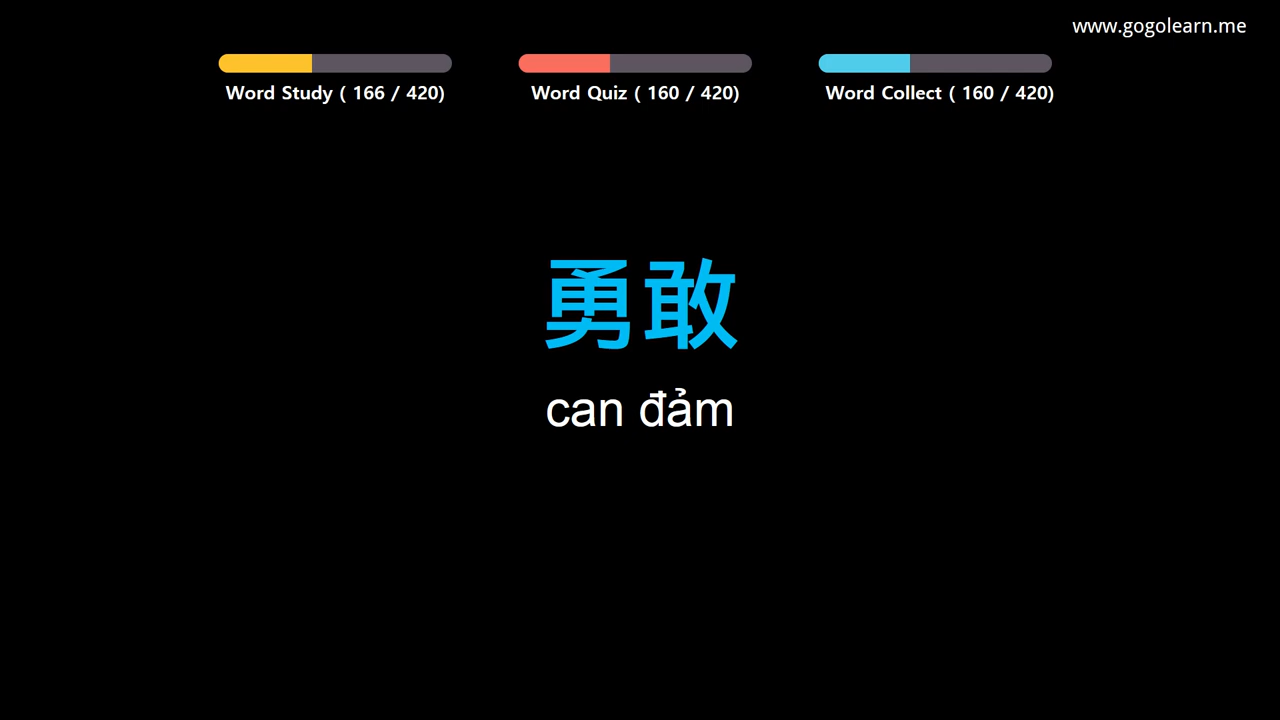 www.gogolearn.me
Word Study ( 166 / 420)
Word Quiz ( 160 / 420)
Word Collect ( 160 / 420)
勇敢
can đảm